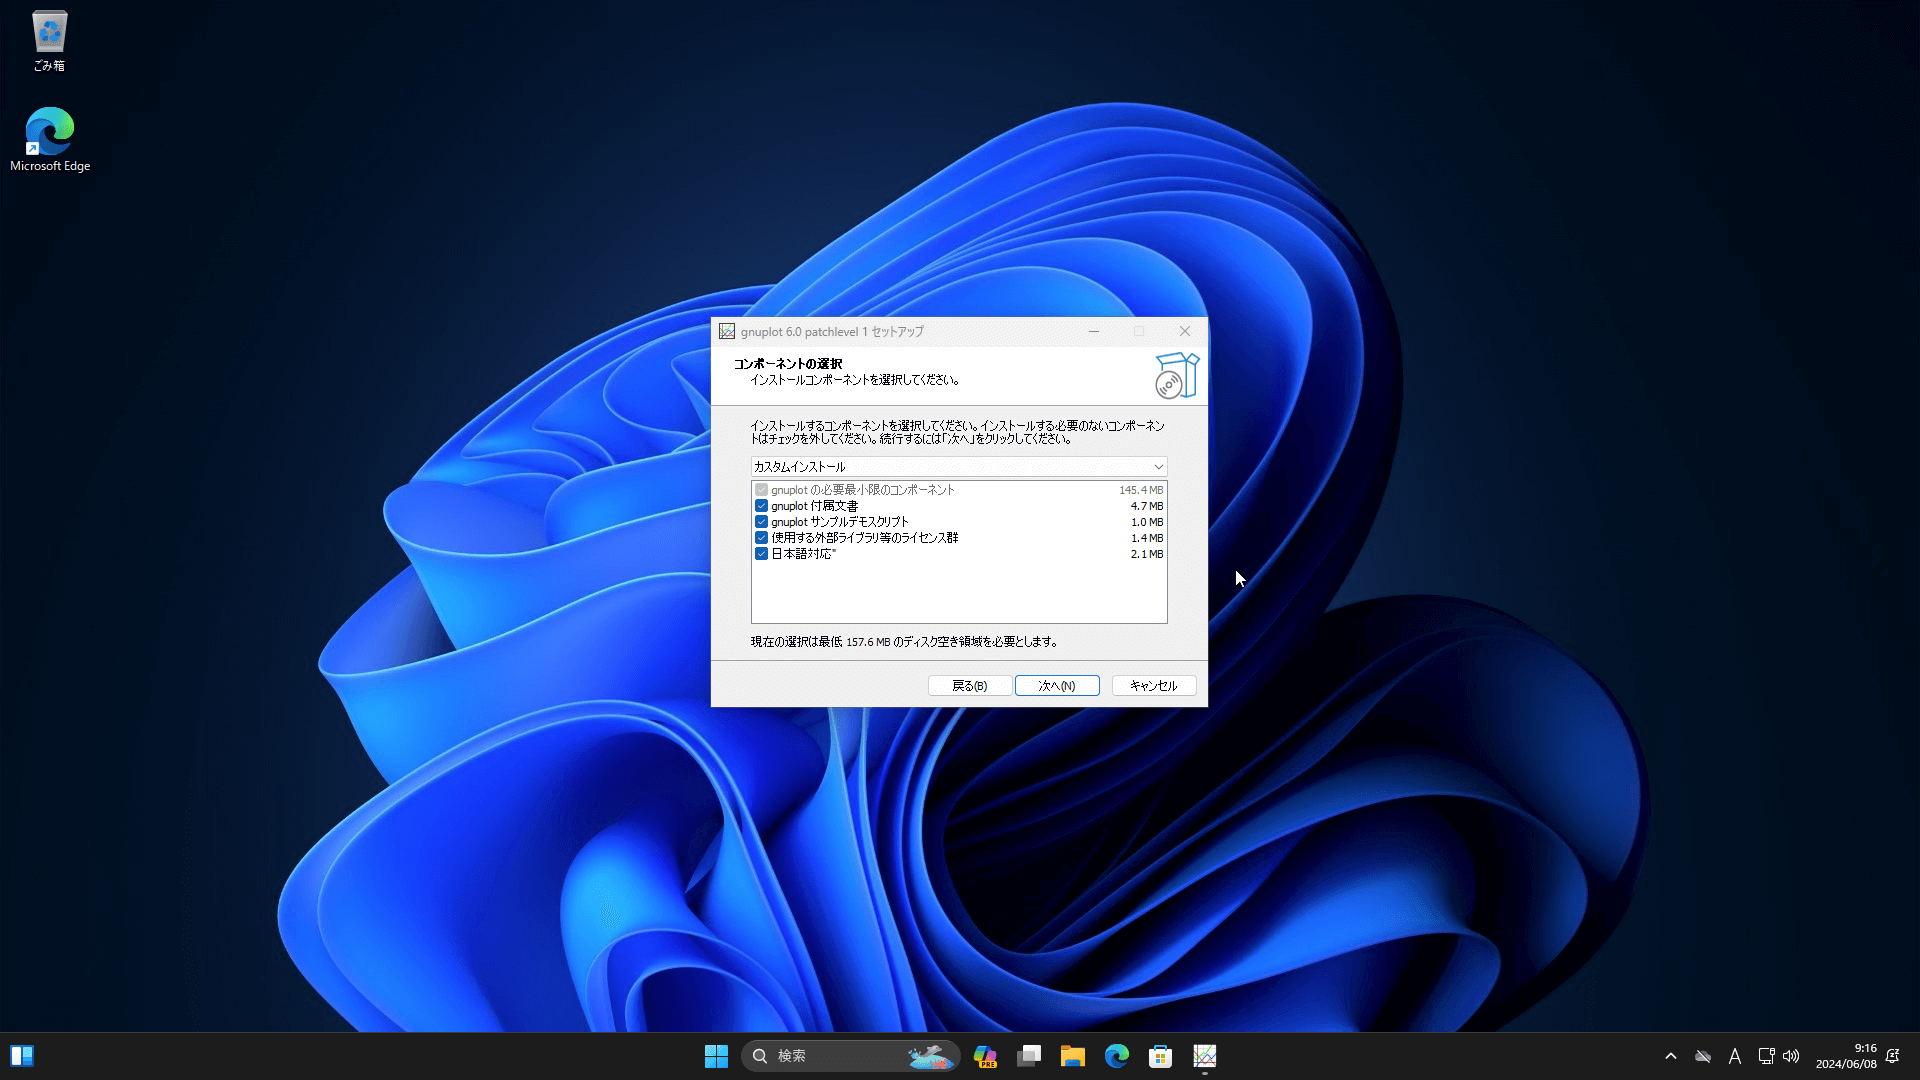 ごみ箱
Microsoft Edge
gnuplot 6.0 patchlevel 1 セットアップ
コンポーネントの選択
インストールコンポーネントを選択してください。
インストールするコンポーネントを選択してください。インストールする必要のないコンポーネン
トはチェックを外してください。続行するには「次へ」をクリックしてください。
カスタムインストール
gnuplot の必要最小限のコンポーネント 145.4 MB
gnuplot 付属文書 4.7 MB
gnuplot サンプルデモスクリプト 1.0 MB
使用する外部ライブラリ等のライセンス群 1.4 MB
日本語対応" 2.1 MB
現在の選択は最低 157.6 MB のディスク空き領域を必要とします。
戻る(B) 次へ(N) キャンセル
検索
PRE
A
9:16
2024/06/08